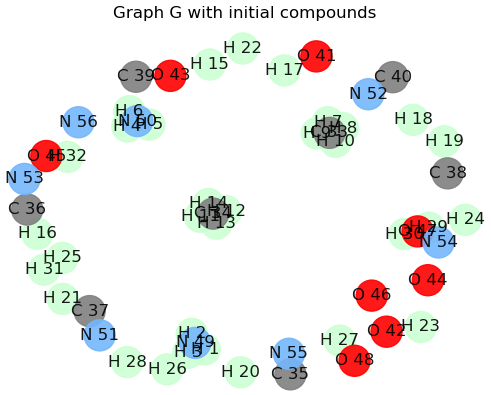 Graph G with initial compounds
H 22
O 41
H 15
H 17
C 39
O 43
C 40
N 52
H 6
H 18
N 56
N 50
H 7
H 4
H 5
H 8
H 9
C 33
H 19
H 10
O 45
H 32
C 38
N 53
H 14
C 36
H 11
C 34
H 12
H 24
H 13
H 29
H 16
H 30
O 47
N 54
H 25
H 31
O 44
H 21
O 46
C 37
H 23
N 51
H 2
O 42
H 27
N 49
H 3
H 1
N 55
H 28
O 48
H 26
H 20
C 35